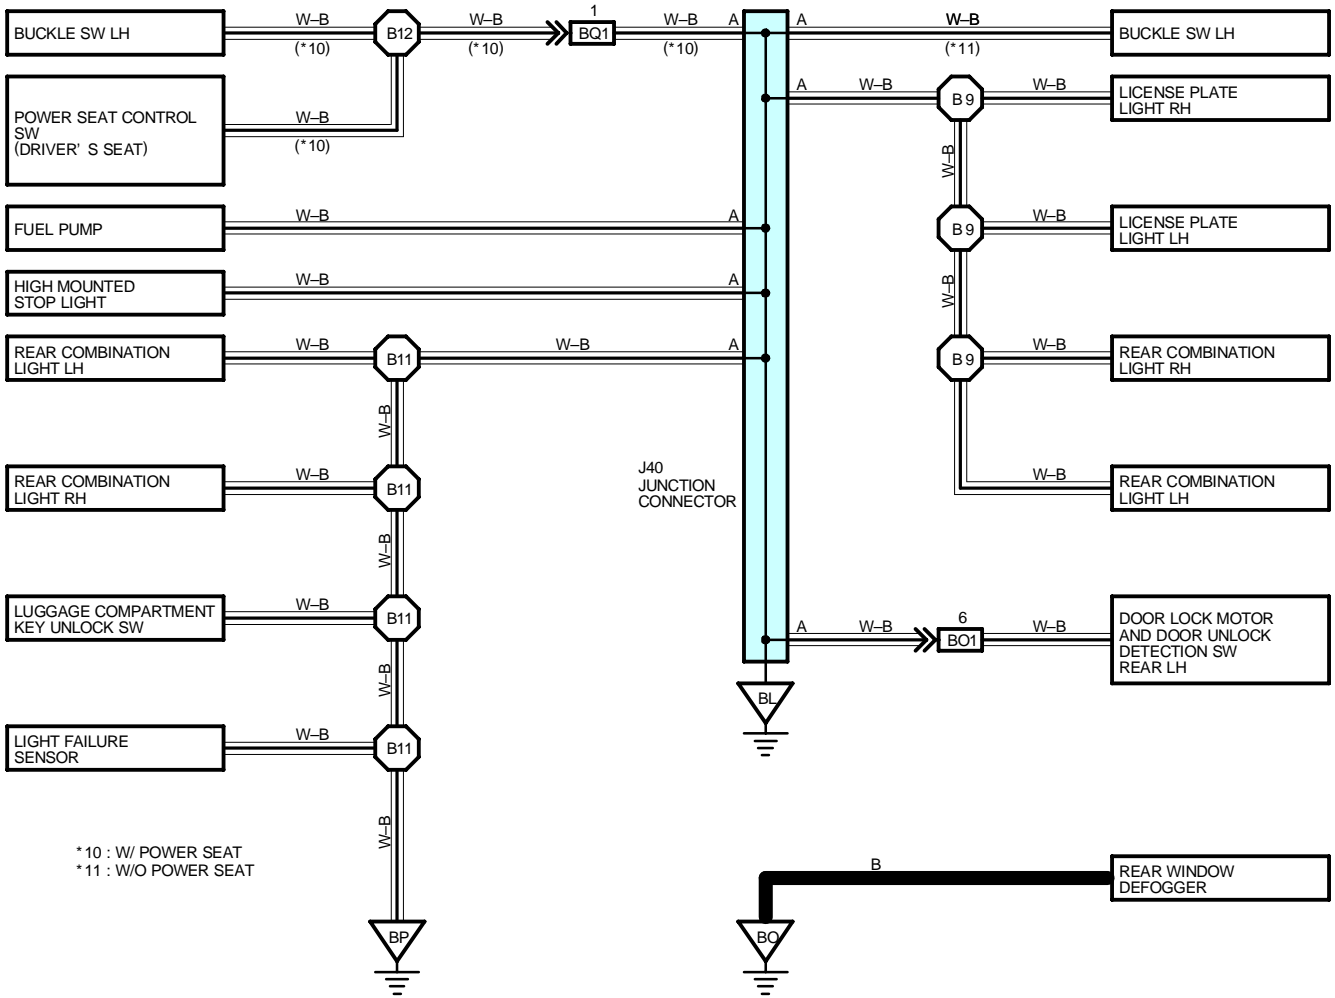 BUCKLE SW LH
W–B
(*10)
B12
W–B
(*10)
1
BQ1
W–B
(*10)
A
A
W–B
(*11)
BUCKLE SW LH
POWER SEAT CONTROL
SW
(DRIVER'S SEAT)
W–B
(*10)
A
W–B
B9
W–B
LICENSE PLATE
LIGHT RH
W–B
FUEL PUMP
W–B
A
B9
W–B
LICENSE PLATE
LIGHT LH
HIGH MOUNTED
STOP LIGHT
W–B
A
W–B
REAR COMBINATION
LIGHT LH
W–B
B11
W–B
A
B9
W–B
REAR COMBINATION
LIGHT RH
W–B
REAR COMBINATION
LIGHT RH
W–B
B11
J40
JUNCTION
CONNECTOR
W–B
REAR COMBINATION
LIGHT LH
W–B
LUGGAGE COMPARTMENT
KEY UNLOCK SW
W–B
B11
A
W–B
6
BO1
W–B
DOOR LOCK MOTOR
AND DOOR UNLOCK
DETECTION SW
REAR LH
W–B
BL
LIGHT FAILURE
SENSOR
W–B
B11
W–B
*10 : W/ POWER SEAT
*11 : W/O POWER SEAT
B
REAR WINDOW
DEFOGGER
BP
BO